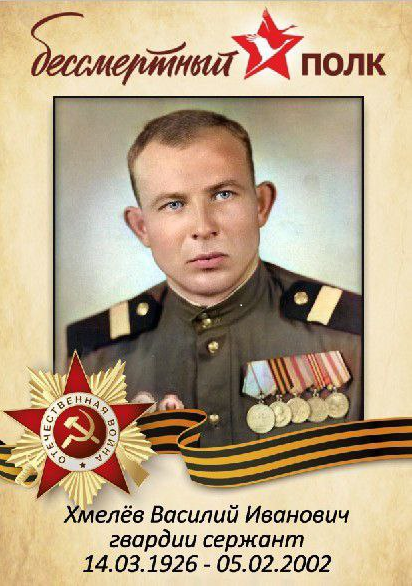 бессмертный полк
ОТЕЧЕСТВЕННАЯ ВОЙНА
Хмелёв Василий Иванович
гвардии сержант
14.03.1926 - 05.02.2002